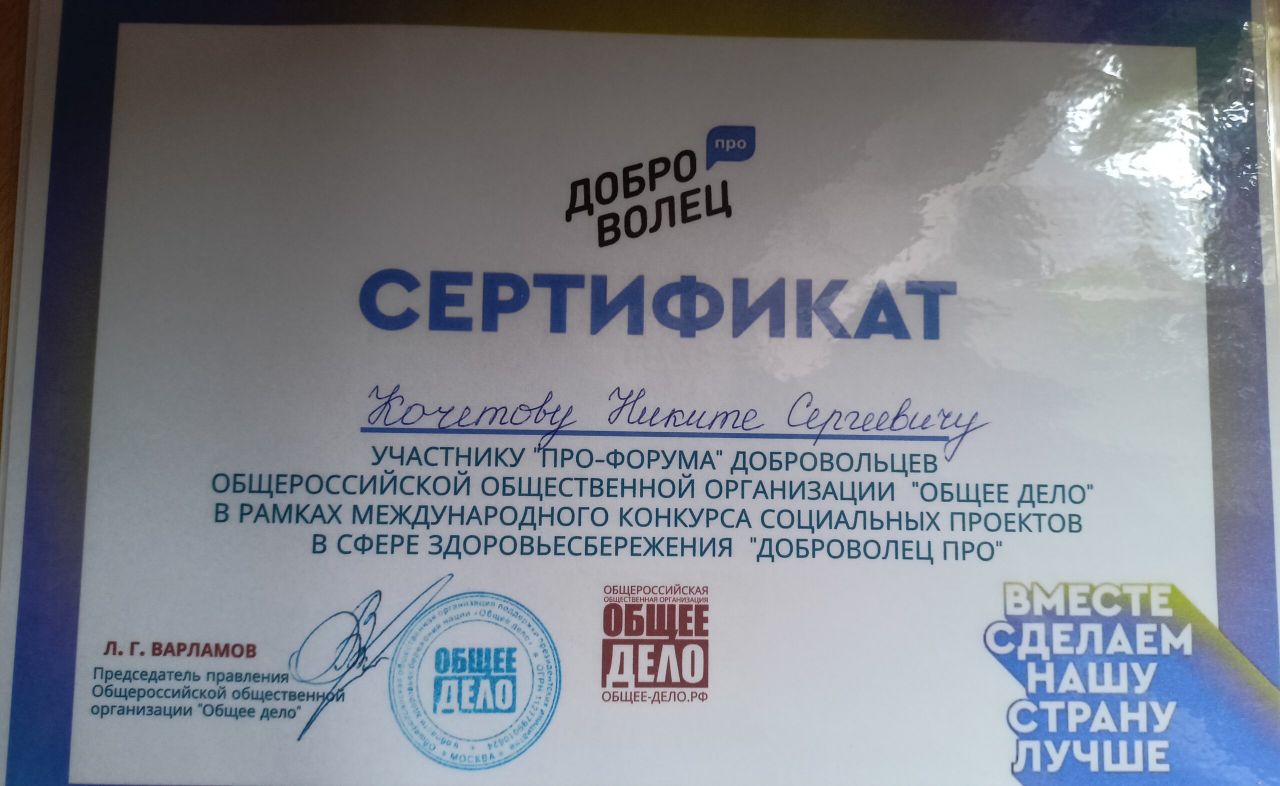 про
ДОБРО
ВОЛЕЦ
СЕРТИФИКАТ
Кочетову Никите Сергеевичу
УЧАСТНИКУ "ПРО-ФОРУМА" ДОБРОВОЛЬЦЕВ
ОБЩЕРОССИЙСКОЙ ОБЩЕСТВЕННОЙ ОРГАНИЗАЦИИ "ОБЩЕЕ ДЕЛО"
В РАМКАХ МЕЖДУНАРОДНОГО КОНКУРСА СОЦИАЛЬНЫХ ПРОЕКТОВ
В СФЕРЕ ЗДОРОВЬЕСБЕРЕЖЕНИЯ "ДОБРОВОЛЕЦ ПРО"
Л. Г. ВАРЛАМОВ
Председатель правления
Общероссийской общественной
организации "Общее дело"
ОБЩЕЕ
ДЕЛО
МОСКВА
ОБЩЕРОССИЙСКАЯ
ОБЩЕСТВЕННАЯ ОРГАНИЗАЦИЯ
ОБЩЕЕ
ДЕЛО
ОБЩЕЕ-ДЕЛО.РФ
ВМЕСТЕ
СДЕЛАЕМ
НАШУ
СТРАНУ
ЛУЧШЕ